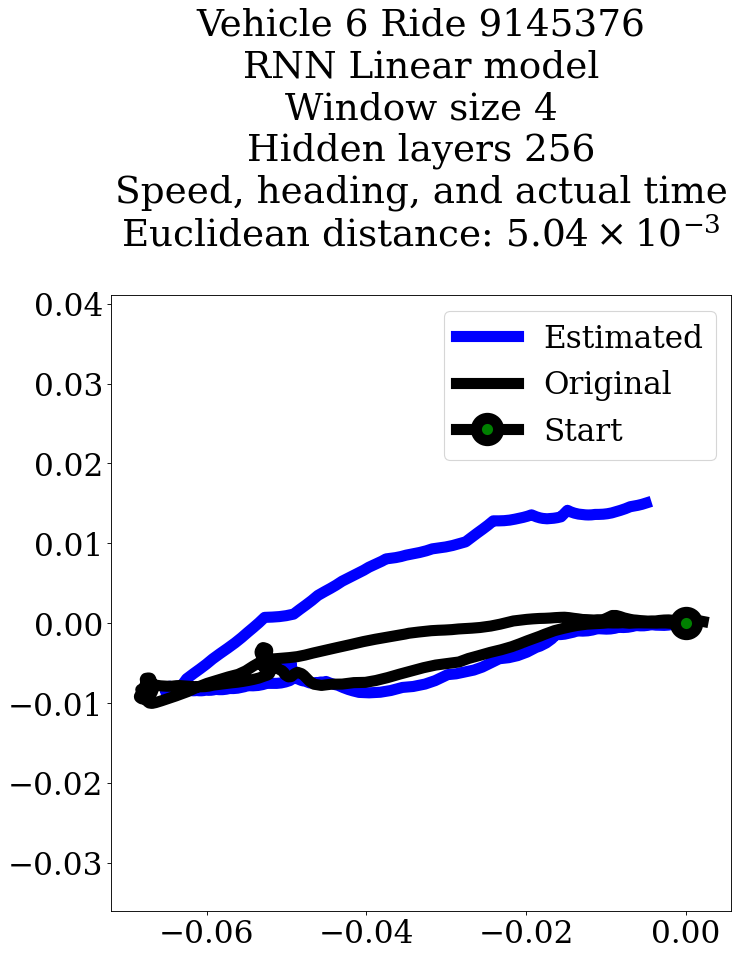 Vehicle 6 Ride 9145376
RNN Linear model
Window size 4
Hidden layers 256
Speed, heading, and actual time
Euclidean distance: 5.04 × 10⁻³
Estimated
Original
Start
0.04
0.03
0.02
0.01
0.00
−0.01
−0.02
−0.03
−0.06 −0.04 −0.02 0.00